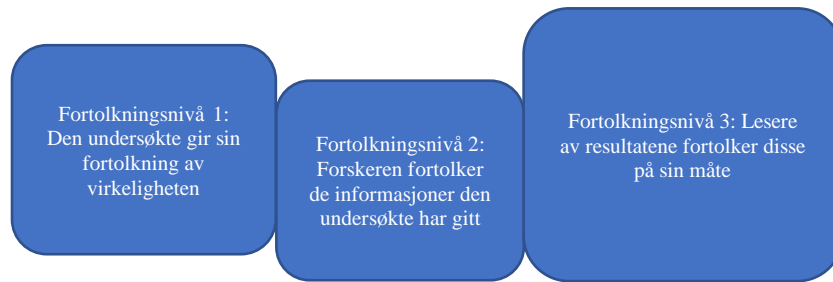 Fortolkningsnivå 1:
Den undersøkte gir sin
fortolkning av
virkeligheten
Fortolkningsnivå 2:
Forskeren fortolker
de informasjoner den
undersøkte har gitt
Fortolkningsnivå 3: Lesere
av resultatene fortolker disse
på sin måte